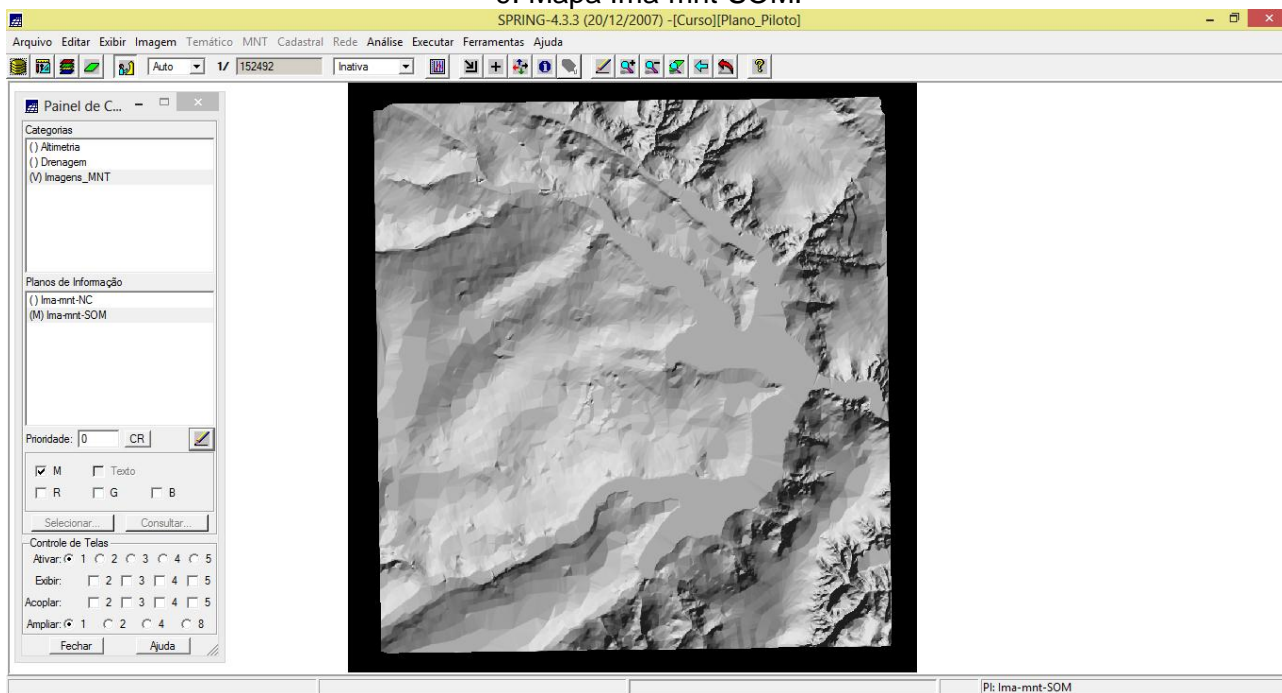 SPRING-4.3.3 (20/12/2007) -[Curso][Plano_Piloto]
Arquivo Editar Exibir Imagem Temático MNT Cadastral Rede Análise Executar Ferramentas Ajuda
Auto 1/ 152492 Inativa
Painel de C...
Categorias
() Altimetria
() Drenagem
(V) Imagens_MNT
Planos de Informação
() Ima-mnt-NC
(M) Ima-mnt-SOM
Prioridade: 0 CR
M Texto
R G B
Selecionar... Consultar...
Controle de Telas
Ativar: 1 2 3 4 5
Exibir: 2 3 4 5
Acoplar: 2 3 4 5
Ampliar: 1 2 4 8
Fechar Ajuda
PI: Ima-mnt-SOM